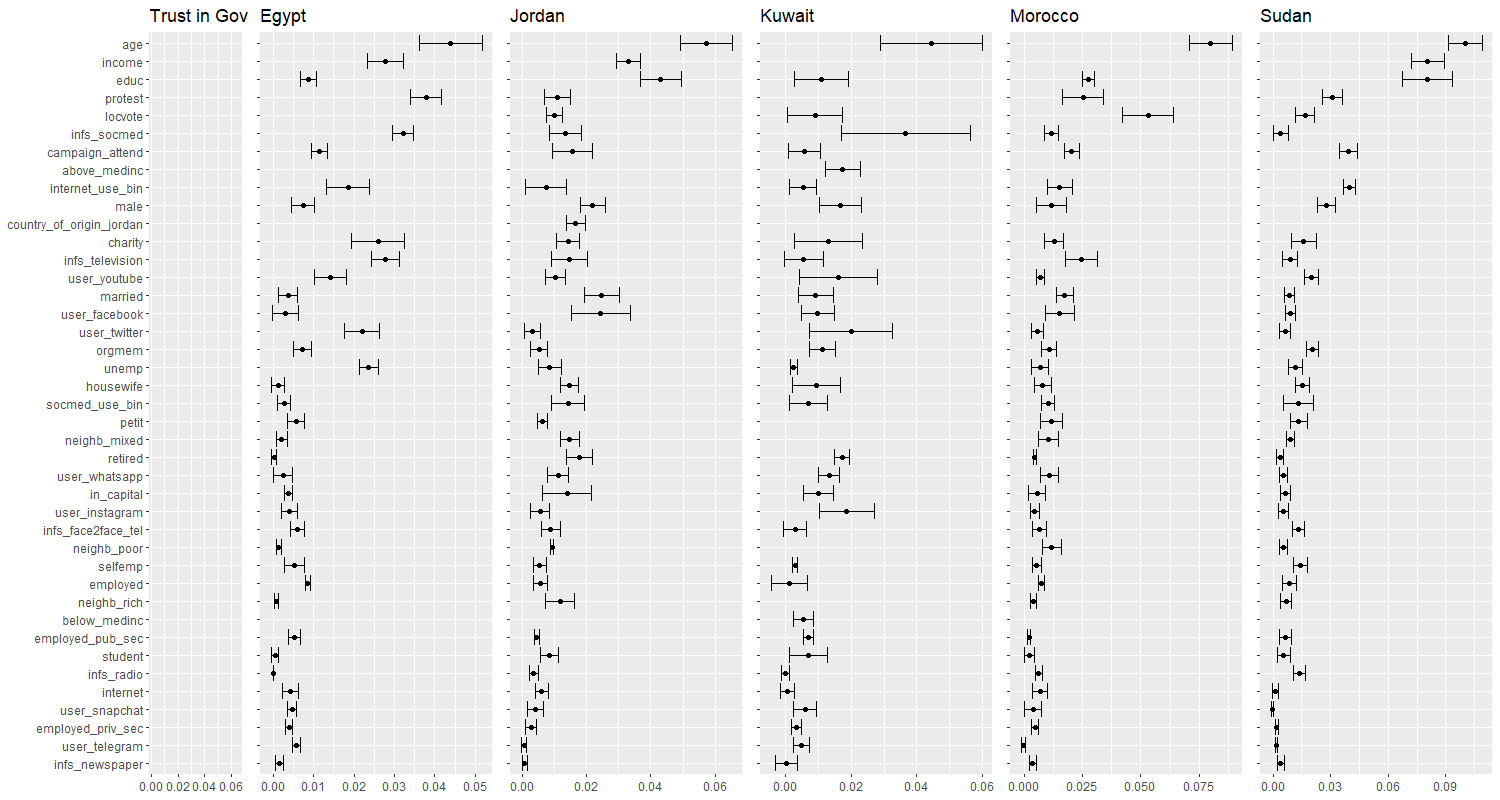 Trust in Gov Egypt Jordan Kuwait Morocco Sudan
age
income
educ
protest
locvote
infs_socmed
campaign_attend
above_medinc
internet_use_bin
male
country_of_origin_jordan
charity
infs_television
user_youtube
married
user_facebook
user_twitter
orgmem
unemp
housewife
socmed_use_bin
petit
neighb_mixed
retired
user_whatsapp
in_capital
user_instagram
infs_face2face_tel
neighb_poor
selfemp
employed
neighb_rich
below_medinc
employed_pub_sec
student
infs_radio
internet
user_snapchat
employed_priv_sec
user_telegram
infs_newspaper
0.00 0.02 0.04 0.06 0.00 0.01 0.02 0.03 0.04 0.05 0.00 0.02 0.04 0.06 0.00 0.02 0.04 0.06 0.000 0.025 0.050 0.075 0.00 0.03 0.06 0.09